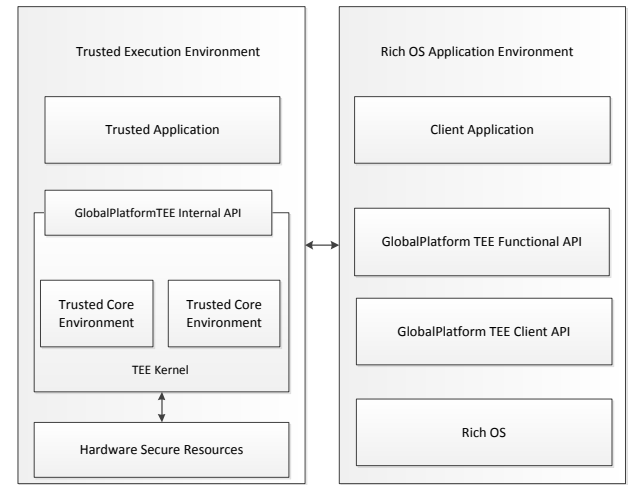 Trusted Execution Environment
Trusted Application
GlobalPlatformTEE Internal API
Trusted Core
Environment
Trusted Core
Environment
TEE Kernel
Hardware Secure Resources
Rich OS Application Environment
Client Application
GlobalPlatform TEE Functional API
GlobalPlatform TEE Client API
Rich OS